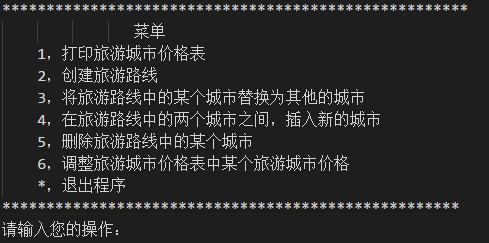 ****************************************************
菜单
1，打印旅游城市价格表
2，创建旅游路线
3，将旅游路线中的某个城市替换为其他的城市
4，在旅游路线中的两个城市之间，插入新的城市
5，删除旅游路线中的某个城市
6，调整旅游城市价格表中某个旅游城市价格
*，退出程序
***************************************************
请输入您的操作：